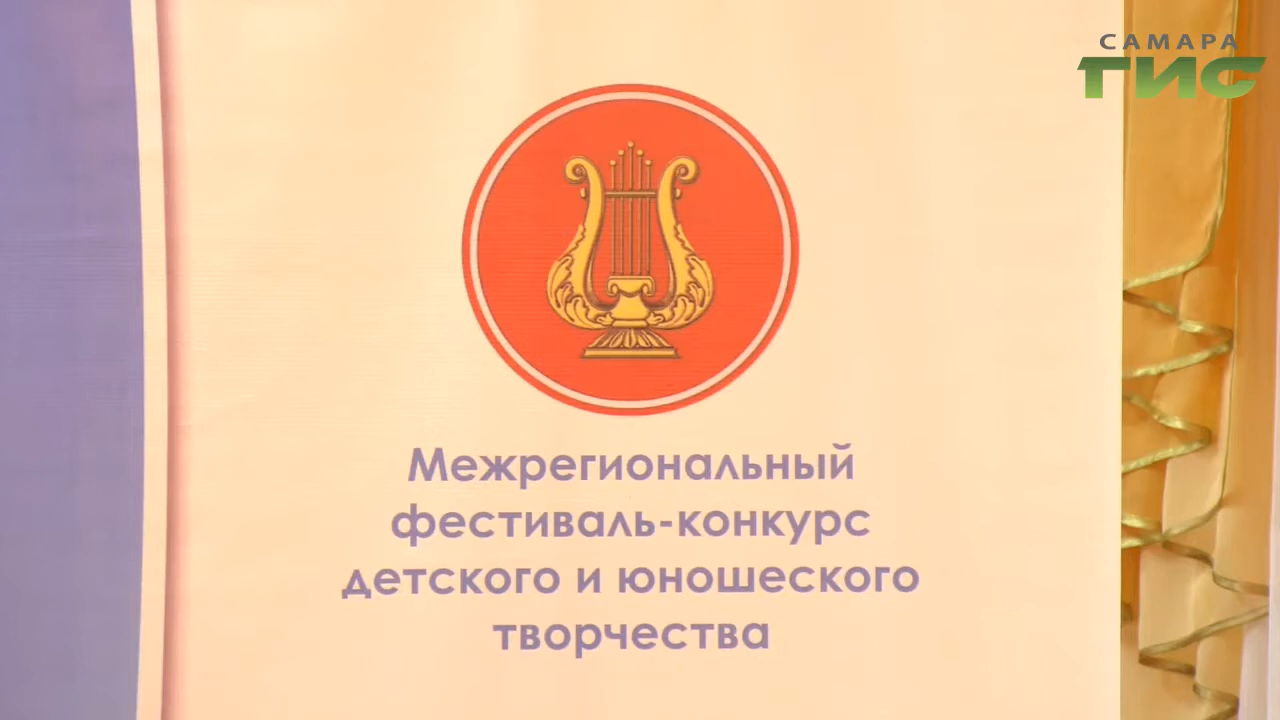 САМАРА
ГИС
Межрегиональный
фестиваль-конкурс
детского и юношеского
творчества